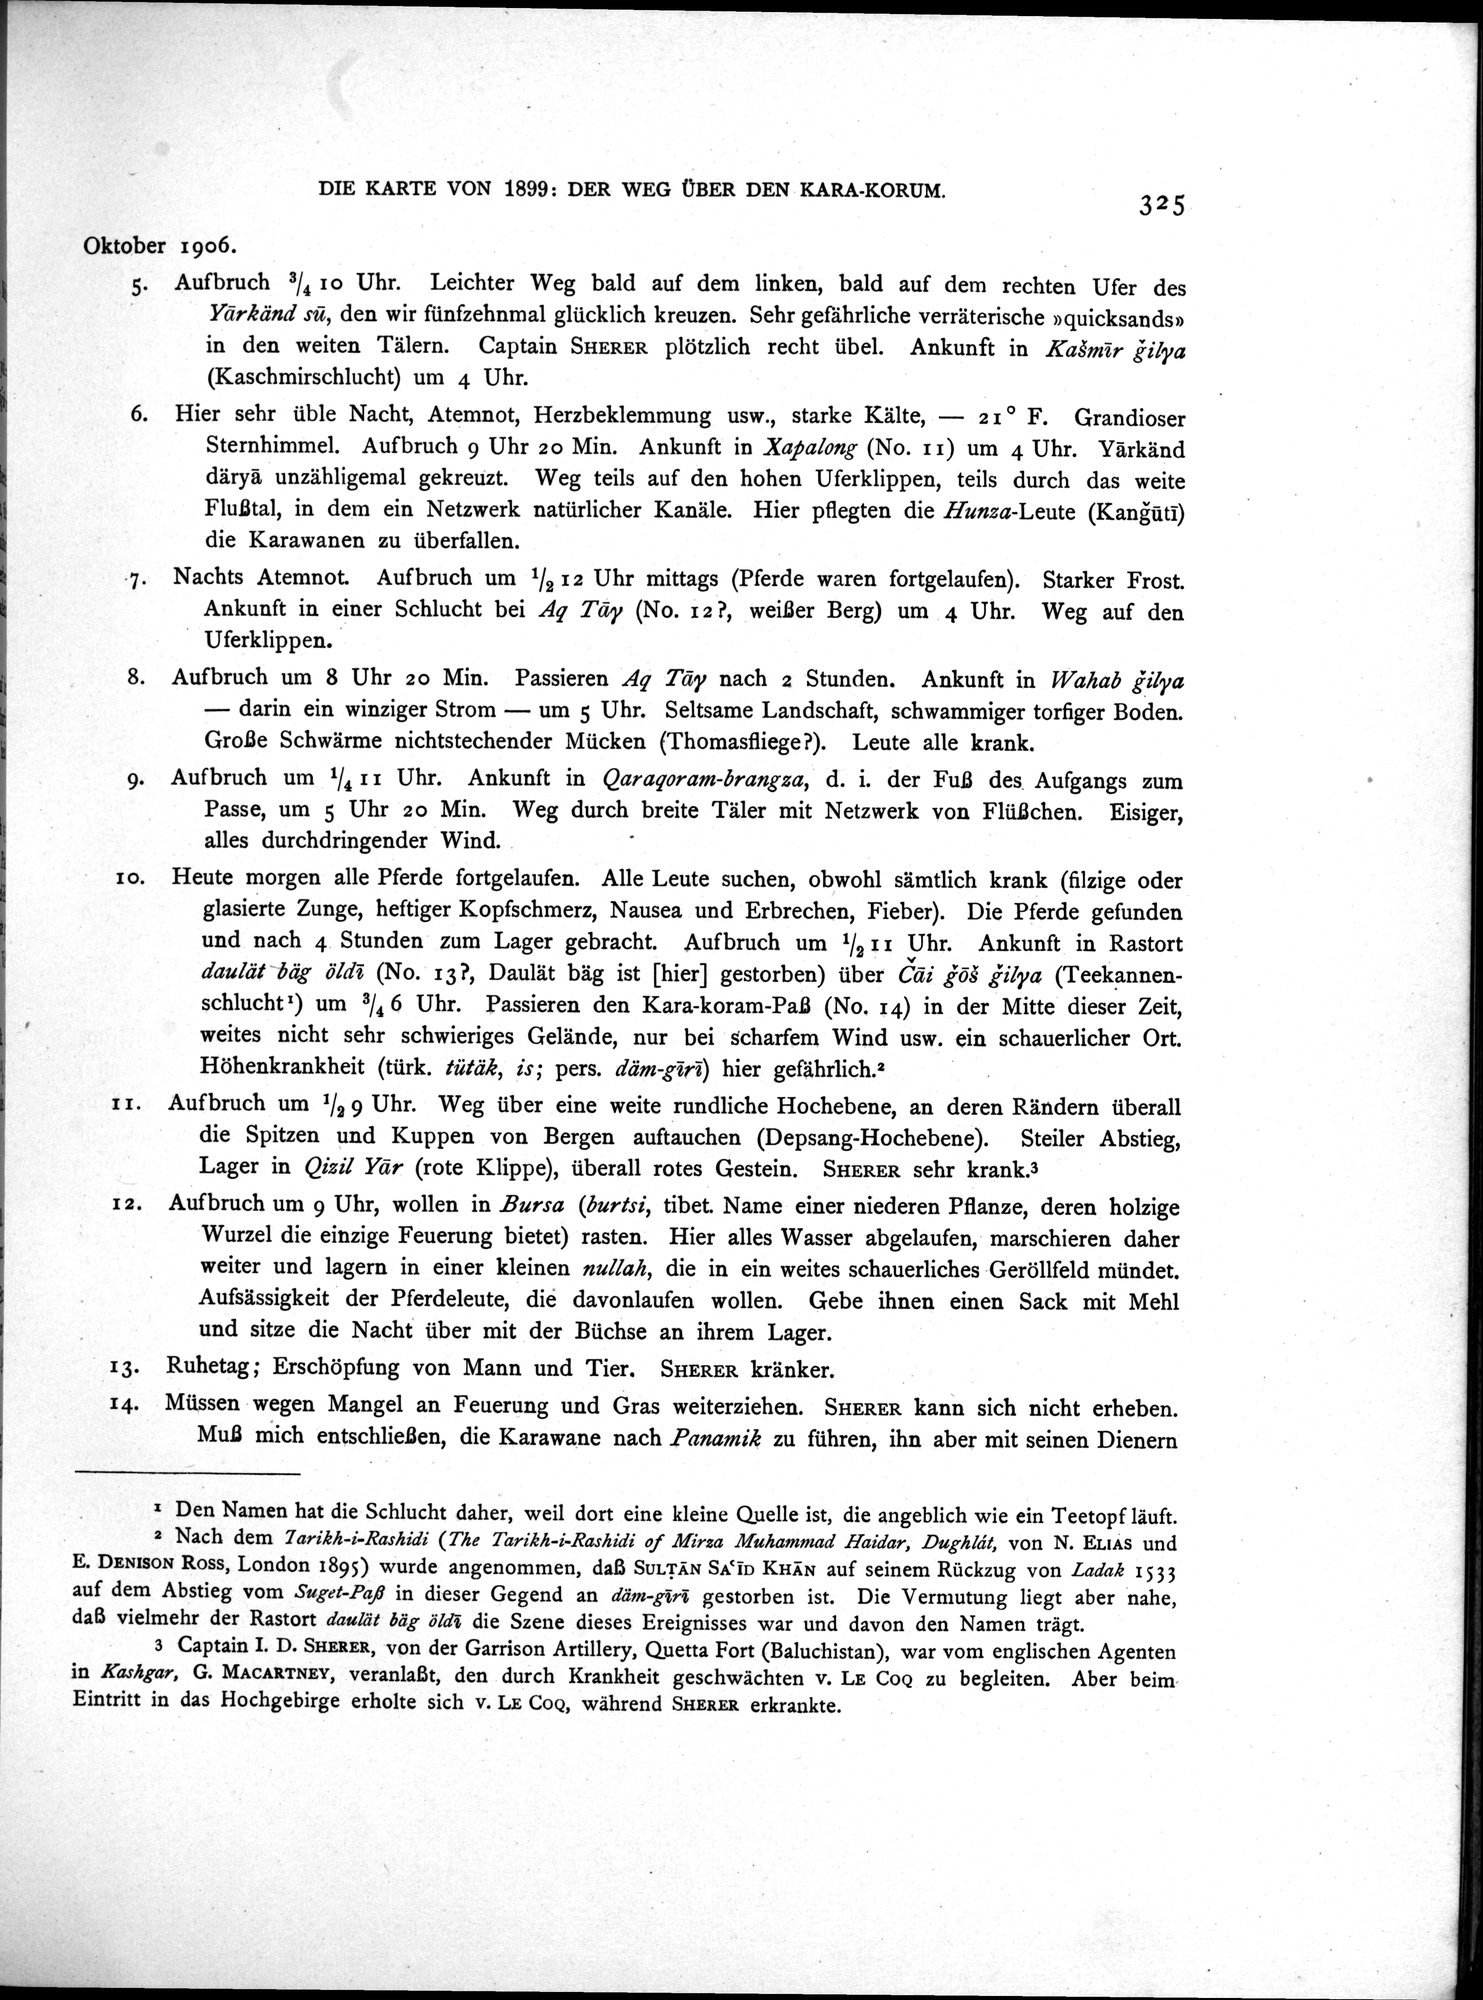 DIE KARTE VON 1899: DER WEG ÜBER DEN KARA-KORUM.
325
Oktober 1906.
5. Aufbruch ³/₄ 10 Uhr. Leichter Weg bald auf dem linken, bald auf dem rechten Ufer des
Yārkänd sū, den wir fünfzehnmal glücklich kreuzen. Sehr gefährliche verräterische »quicksands»
in den weiten Tälern. Captain SHERER plötzlich recht übel. Ankunft in Kašmīr ǧilγa
(Kaschmirschlucht) um 4 Uhr.
6. Hier sehr üble Nacht, Atemnot, Herzbeklemmung usw., starke Kälte, — 21° F. Grandioser
Sternhimmel. Aufbruch 9 Uhr 20 Min. Ankunft in Xapalong (No. 11) um 4 Uhr. Yārkänd
däryā unzähligemal gekreuzt. Weg teils auf den hohen Uferklippen, teils durch das weite
Flußtal, in dem ein Netzwerk natürlicher Kanäle. Hier pflegten die Hunza-Leute (Kanǧūtī)
die Karawanen zu überfallen.
7. Nachts Atemnot. Aufbruch um ¹/₂ 12 Uhr mittags (Pferde waren fortgelaufen). Starker Frost.
Ankunft in einer Schlucht bei Aq Tāγ (No. 12?, weißer Berg) um 4 Uhr. Weg auf den
Uferklippen.
8. Aufbruch um 8 Uhr 20 Min. Passieren Aq Tāγ nach 2 Stunden. Ankunft in Wahab ǧilγa
— darin ein winziger Strom — um 5 Uhr. Seltsame Landschaft, schwammiger torfiger Boden.
Große Schwärme nichtstechender Mücken (Thomasfliege?). Leute alle krank.
9. Aufbruch um ¹/₄ 11 Uhr. Ankunft in Qaraqoram-brangza, d. i. der Fuß des Aufgangs zum
Passe, um 5 Uhr 20 Min. Weg durch breite Täler mit Netzwerk von Flüßchen. Eisiger,
alles durchdringender Wind.
10. Heute morgen alle Pferde fortgelaufen. Alle Leute suchen, obwohl sämtlich krank (filzige oder
glasierte Zunge, heftiger Kopfschmerz, Nausea und Erbrechen, Fieber). Die Pferde gefunden
und nach 4 Stunden zum Lager gebracht. Aufbruch um ¹/₂ 11 Uhr. Ankunft in Rastort
daulät bäg öldī (No. 13?, Daulät bäg ist [hier] gestorben) über Čāi ǧōš ǧilγa (Teekannen-
schlucht¹) um ³/₄ 6 Uhr. Passieren den Kara-koram-Paß (No. 14) in der Mitte dieser Zeit,
weites nicht sehr schwieriges Gelände, nur bei scharfem Wind usw. ein schauerlicher Ort.
Höhenkrankheit (türk. tütäk, is; pers. däm-gīrī) hier gefährlich.²
11. Aufbruch um ¹/₂ 9 Uhr. Weg über eine weite rundliche Hochebene, an deren Rändern überall
die Spitzen und Kuppen von Bergen auftauchen (Depsang-Hochebene). Steiler Abstieg,
Lager in Qizil Yār (rote Klippe), überall rotes Gestein. SHERER sehr krank.³
12. Aufbruch um 9 Uhr, wollen in Bursa (burtsi, tibet. Name einer niederen Pflanze, deren holzige
Wurzel die einzige Feuerung bietet) rasten. Hier alles Wasser abgelaufen, marschieren daher
weiter und lagern in einer kleinen nullah, die in ein weites schauerliches Geröllfeld mündet.
Aufsässigkeit der Pferdeleute, die davonlaufen wollen. Gebe ihnen einen Sack mit Mehl
und sitze die Nacht über mit der Büchse an ihrem Lager.
13. Ruhetag; Erschöpfung von Mann und Tier. SHERER kränker.
14. Müssen wegen Mangel an Feuerung und Gras weiterziehen. SHERER kann sich nicht erheben.
Muß mich entschließen, die Karawane nach Panamik zu führen, ihn aber mit seinen Dienern
¹ Den Namen hat die Schlucht daher, weil dort eine kleine Quelle ist, die angeblich wie ein Teetopf läuft.
² Nach dem Tarikh-i-Rashidi (The Tarikh-i-Rashidi of Mirza Muhammad Haidar, Dughlát, von N. ELIAS und
E. DENISON ROSS, London 1895) wurde angenommen, daß SULṬĀN SAʿĪD KHĀN auf seinem Rückzug von Ladak 1533
auf dem Abstieg vom Suget-Paß in dieser Gegend an däm-gīrī gestorben ist. Die Vermutung liegt aber nahe,
daß vielmehr der Rastort daulät bäg öldī die Szene dieses Ereignisses war und davon den Namen trägt.
3 Captain I. D. SHERER, von der Garrison Artillery, Quetta Fort (Baluchistan), war vom englischen Agenten
in Kashgar, G. MACARTNEY, veranlaßt, den durch Krankheit geschwächten v. LE COQ zu begleiten. Aber beim
Eintritt in das Hochgebirge erholte sich v. LE COQ, während SHERER erkrankte.